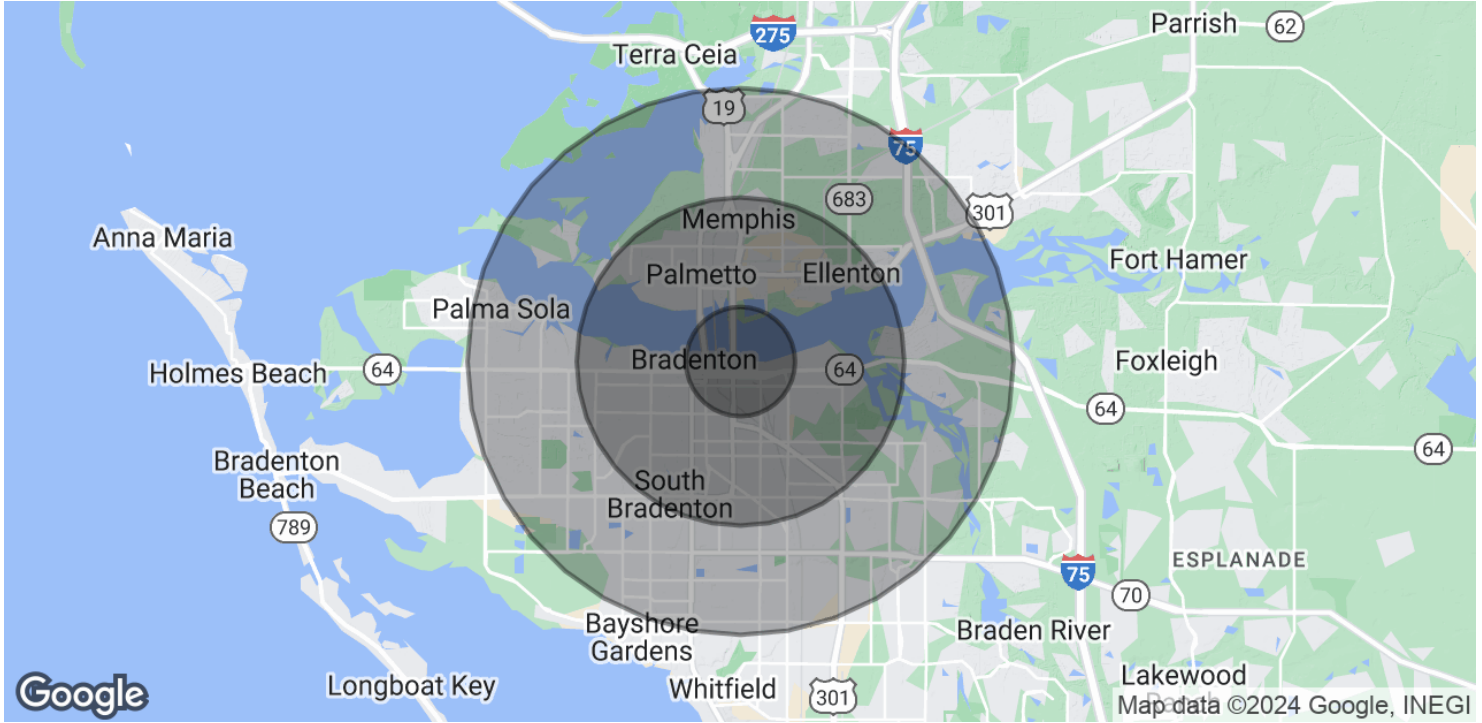 Parrish
62
275
Terra Ceia
19
75
683
Memphis
301
Anna Maria
Fort Hamer
Palmetto
Ellenton
Palma Sola
Bradenton
64
Foxleigh
Holmes Beach
64
64
64
Bradenton
Beach
South
Bradenton
789
ESPLANADE
75
70
Bayshore
Gardens
Braden River
Longboat Key
Whitfield
301
Lakewood
Ranch
Google
Map data ©2024 Google, INEGI